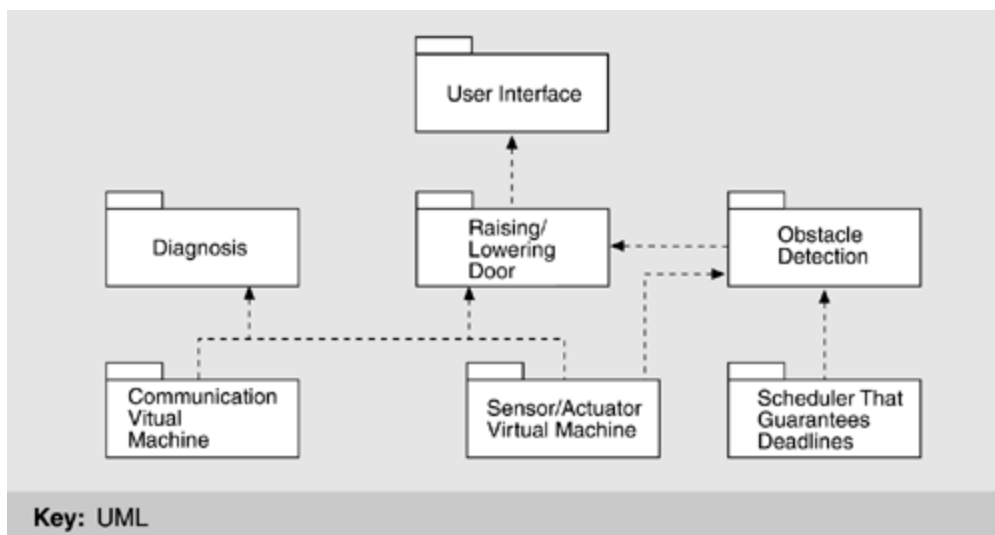 User Interface
Diagnosis
Raising/
Lowering
Door
Obstacle
Detection
Communication
Vitual
Machine
Sensor/Actuator
Virtual Machine
Scheduler That
Guarantees
Deadlines
Key: UML